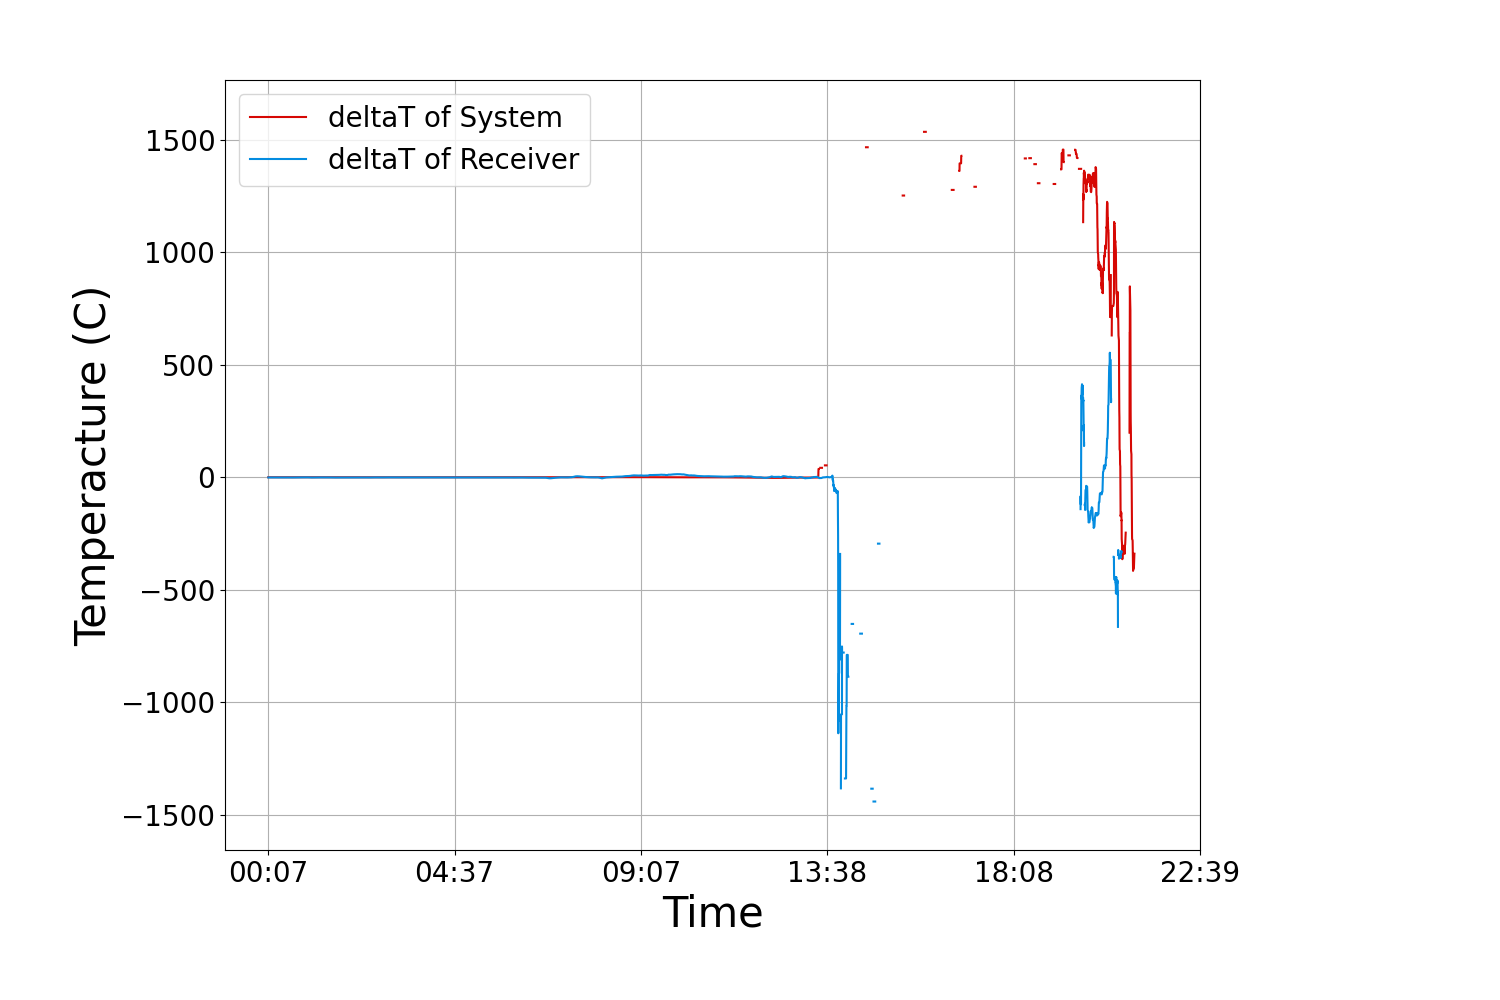 deltaT of System
deltaT of Receiver
1500
1000
500
0
−500
−1000
−1500
Temperacture (C)
00:07 04:37 09:07 13:38 18:08 22:39
Time